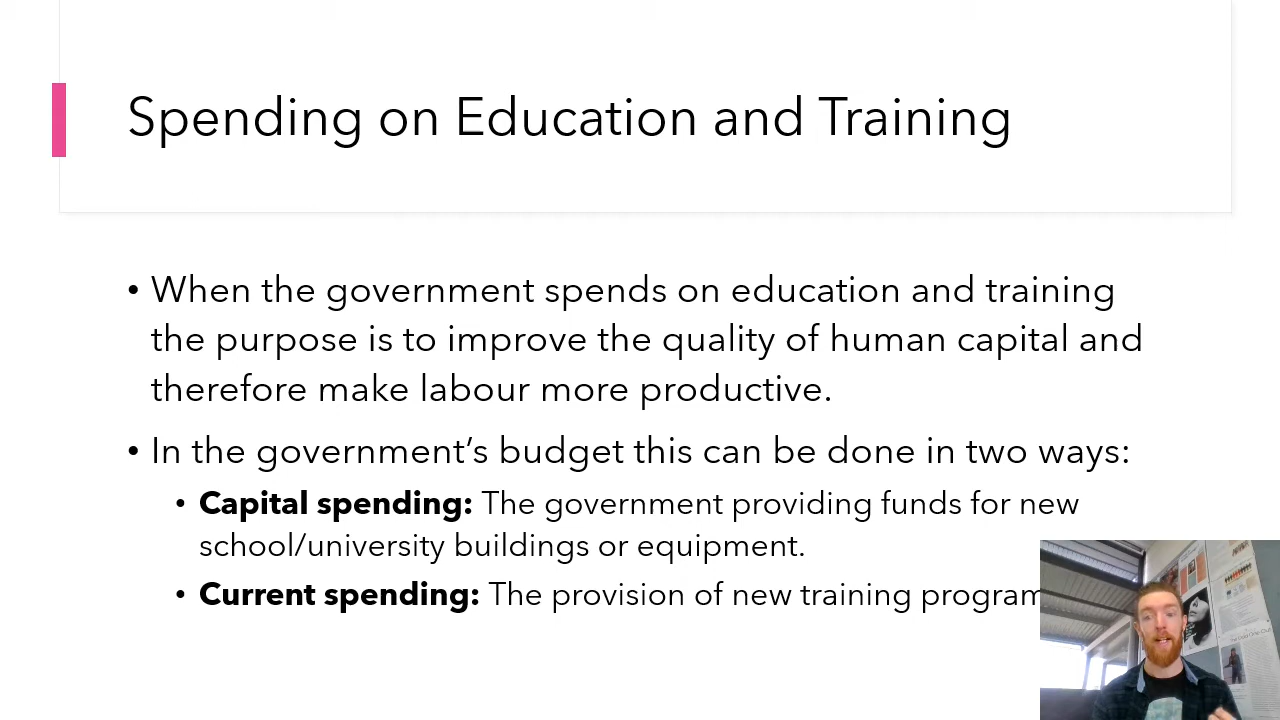 Spending on Education and Training
• When the government spends on education and training
the purpose is to improve the quality of human capital and
therefore make labour more productive.
• In the government’s budget this can be done in two ways:
• Capital spending: The government providing funds for new
school/university buildings or equipment.
• Current spending: The provision of new training program